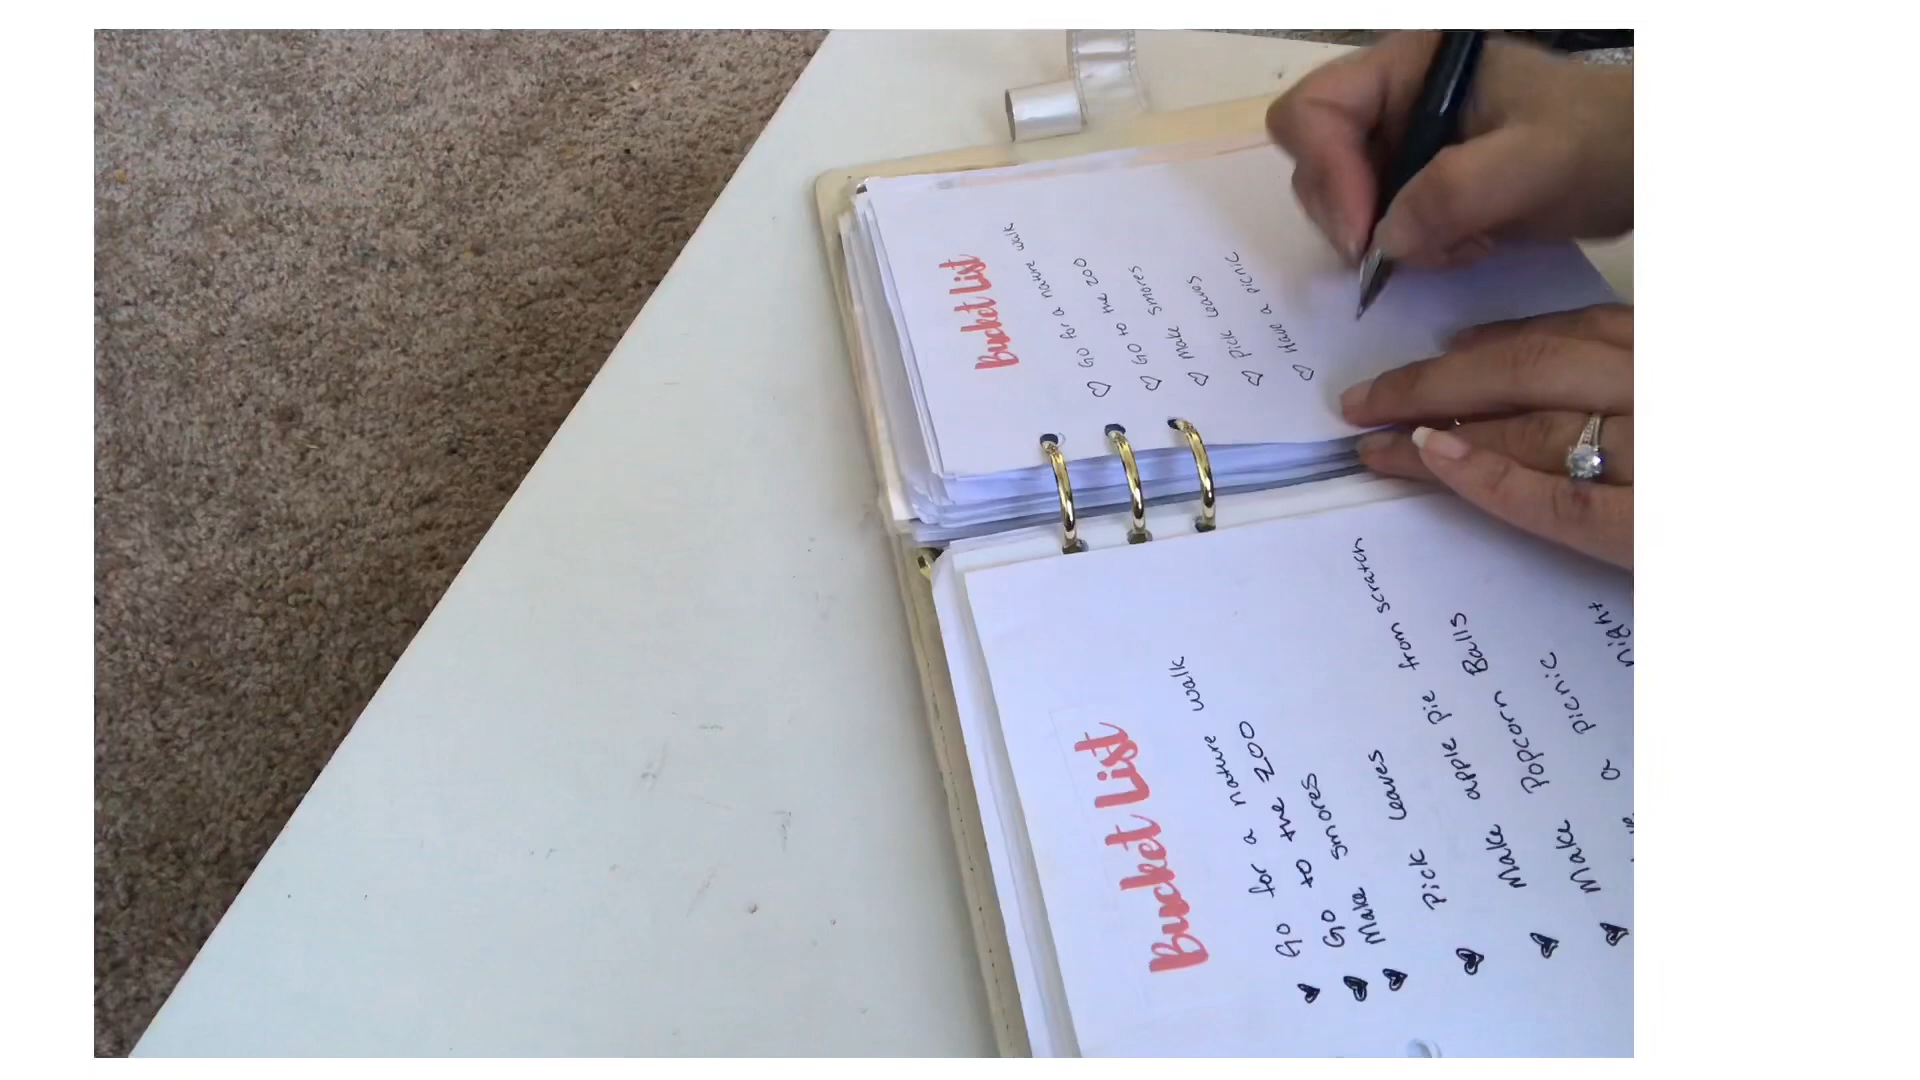 Bucket List
Go for a nature walk
Go to the zoo
Make smores
Pick leaves
Have a picnic
Bucket List
Go for a nature walk
Go to the zoo
Make smores
Pick leaves
Make apple pie from scratch
Make Popcorn Balls
a picnic
night